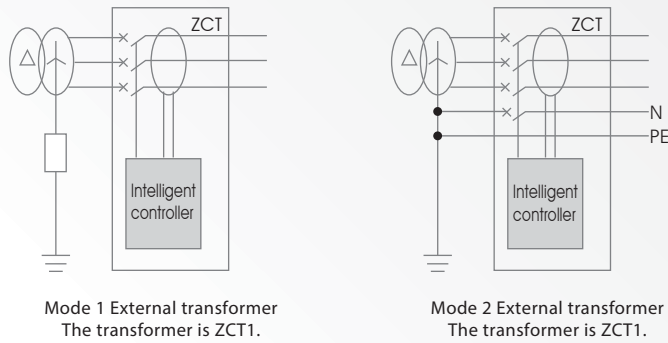 ZCT
Intelligent
controller
Mode 1 External transformer
The transformer is ZCT1.
ZCT
N
PE
Intelligent
controller
Mode 2 External transformer
The transformer is ZCT1.